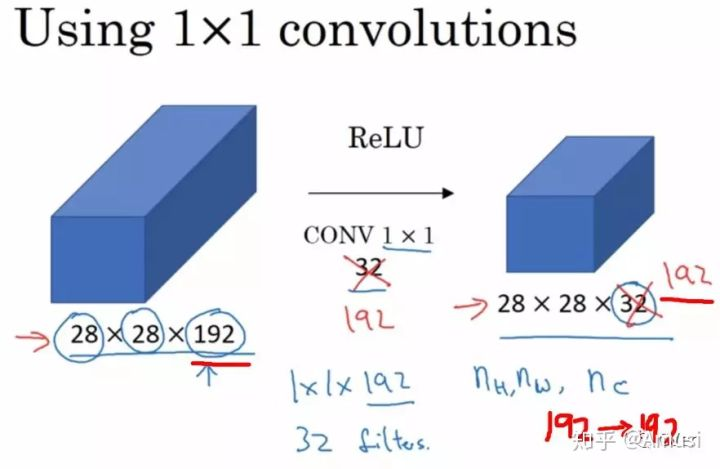 Using 1×1 convolutions
ReLU
CONV 1 × 1
32
192
28 × 28 × 192
28 × 28 × 32
192
1×1×192
32 filters.
nH, nW, nC
192→192
知乎 @Amusi